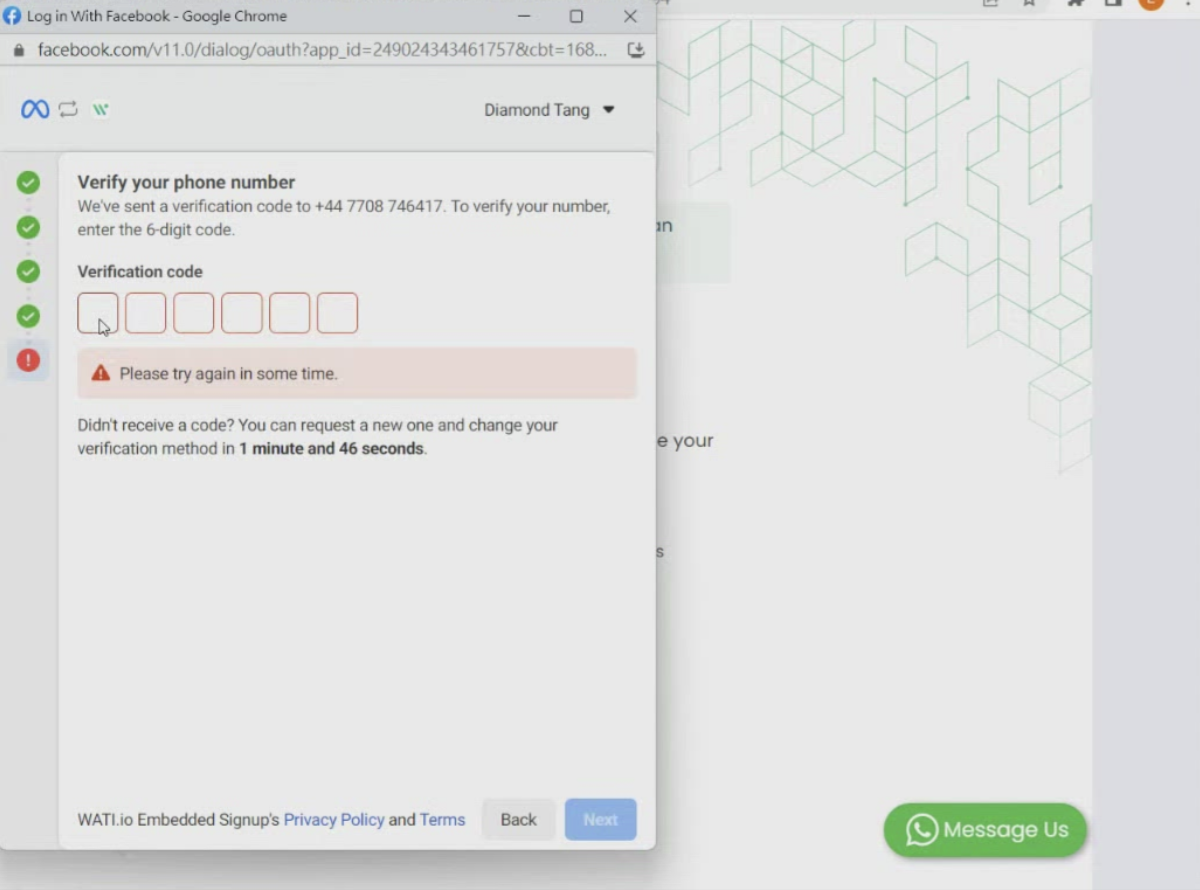 Log in With Facebook - Google Chrome
facebook.com/v11.0/dialog/oauth?app_id=249024343461757&cbt=168...
Diamond Tang
Verify your phone number
We've sent a verification code to +44 7708 746417. To verify your number,
enter the 6-digit code.
an
Verification code
Please try again in some time.
Didn't receive a code? You can request a new one and change your
verification method in 1 minute and 46 seconds.
e your
s
WATI.io Embedded Signup's Privacy Policy and Terms
Back
Next
Message Us